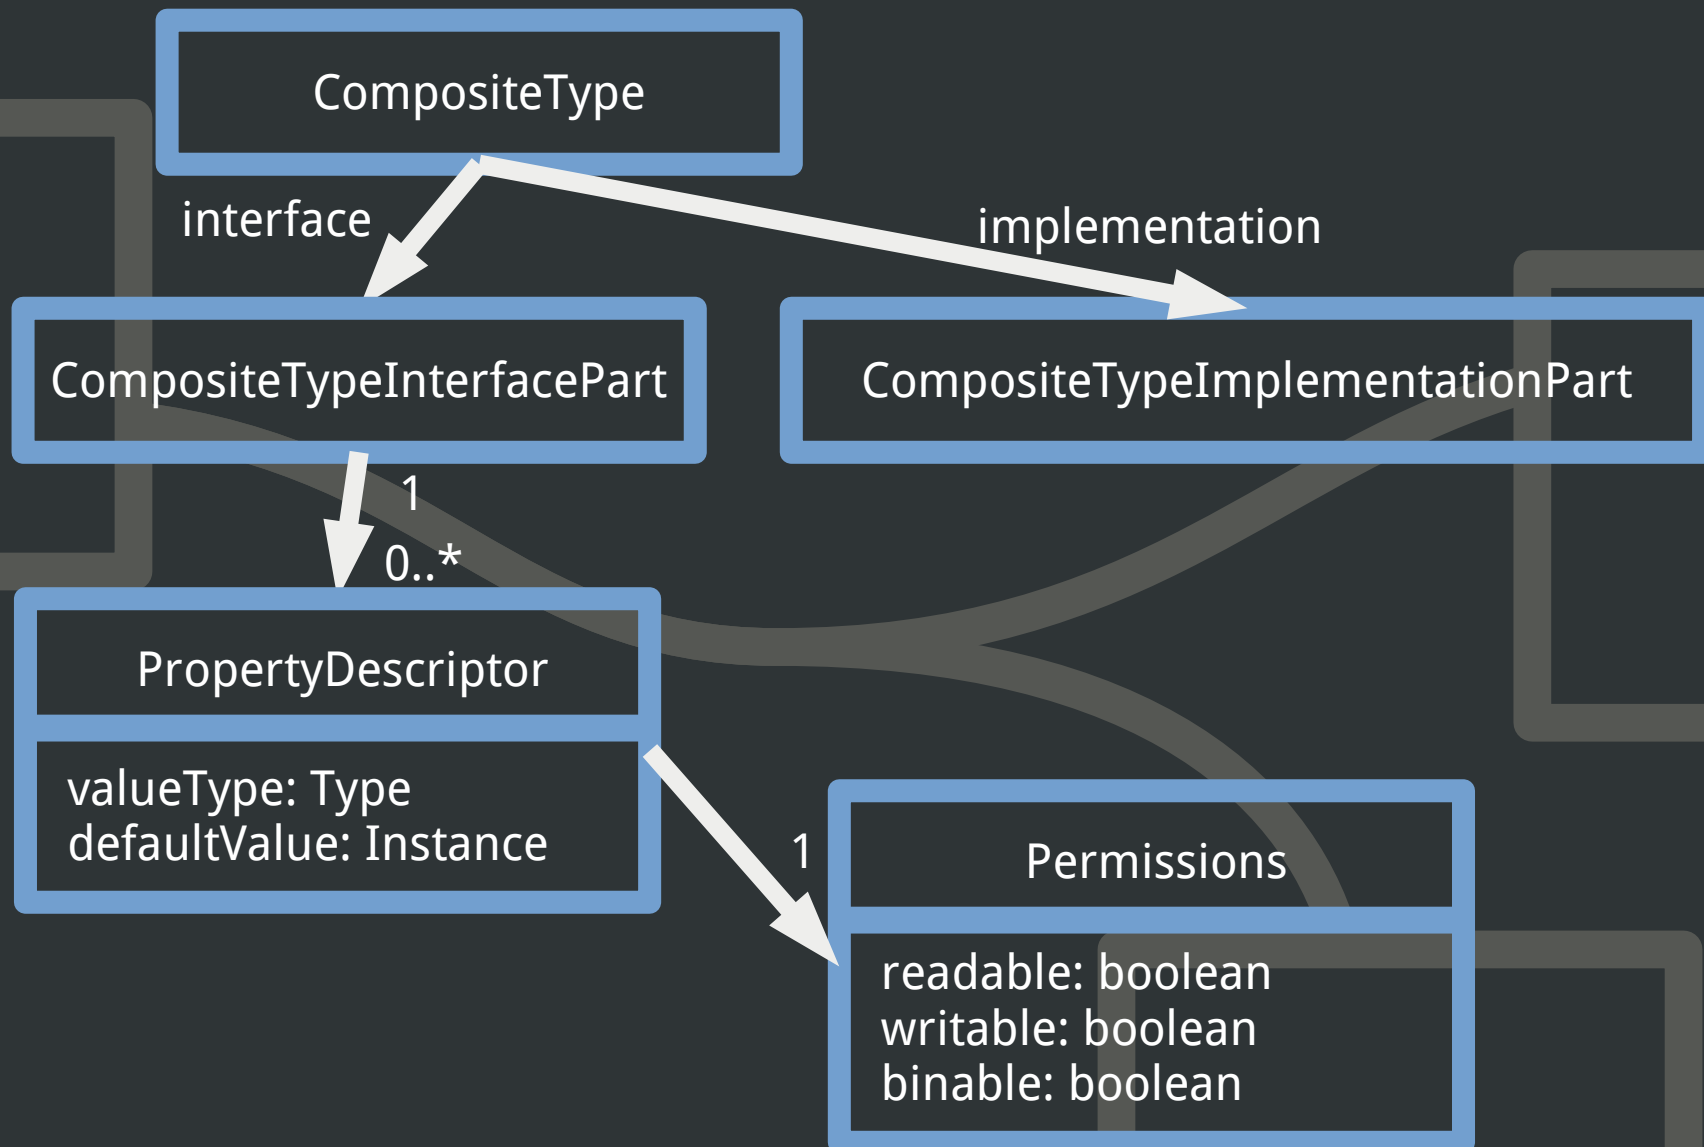 CompositeType
interface
implementation
CompositeTypeInterfacePart
CompositeTypeImplementationPart
1
0..*
PropertyDescriptor
valueType: Type
defaultValue: Instance
1
Permissions
readable: boolean
writable: boolean
binable: boolean